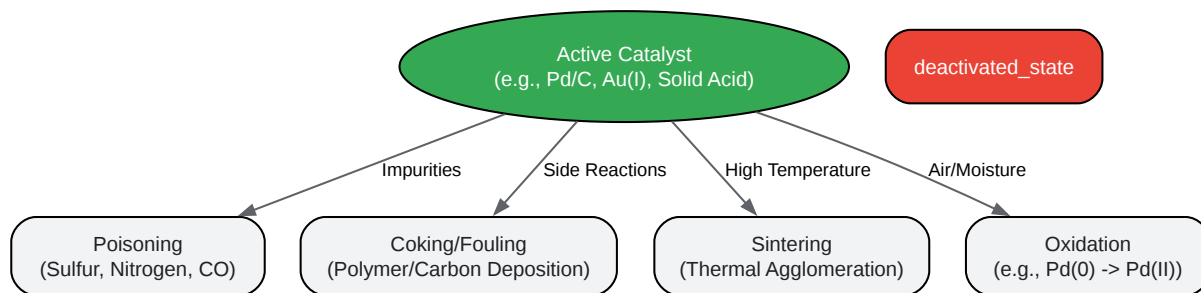 Active Catalyst
(e.g., Pd/C, Au(I), Solid Acid)
deactivated_state
Impurities
Side Reactions
High Temperature
Air/Moisture
Poisoning
(Sulfur, Nitrogen, CO)
Coking/Fouling
(Polymer/Carbon Deposition)
Sintering
(Thermal Agglomeration)
Oxidation
(e.g., Pd(0) -> Pd(II))